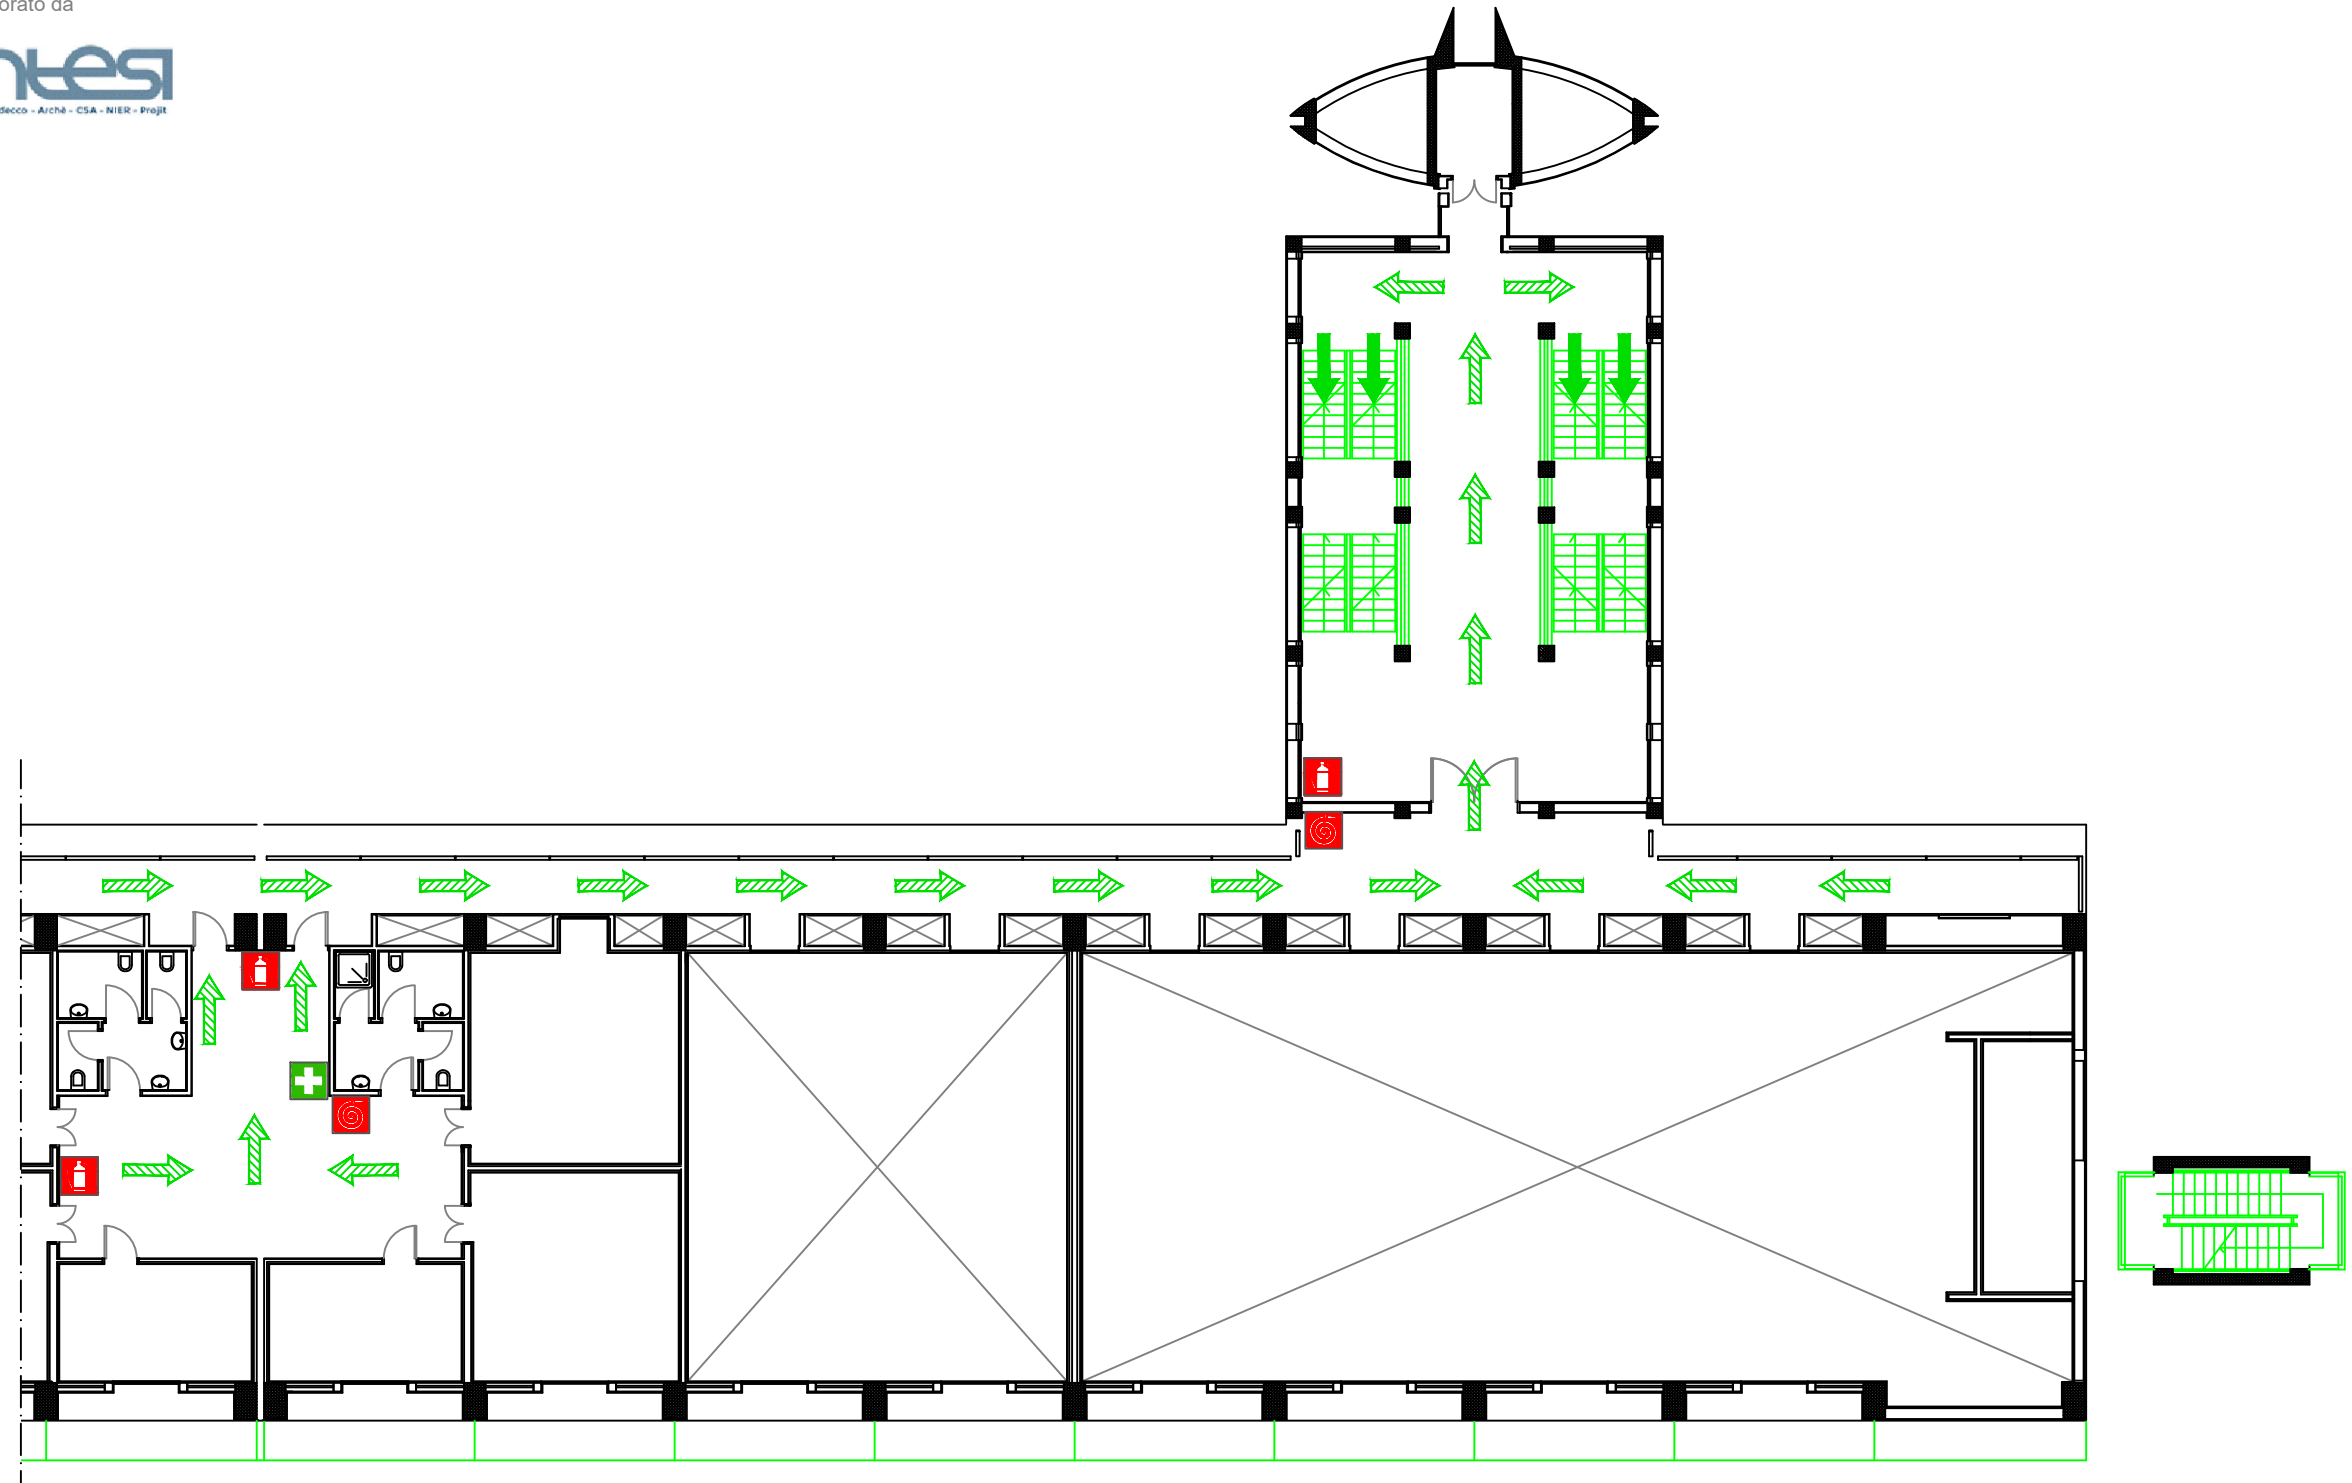 orato da
ntesi
decco - Archè - CSA - NIER - Projit